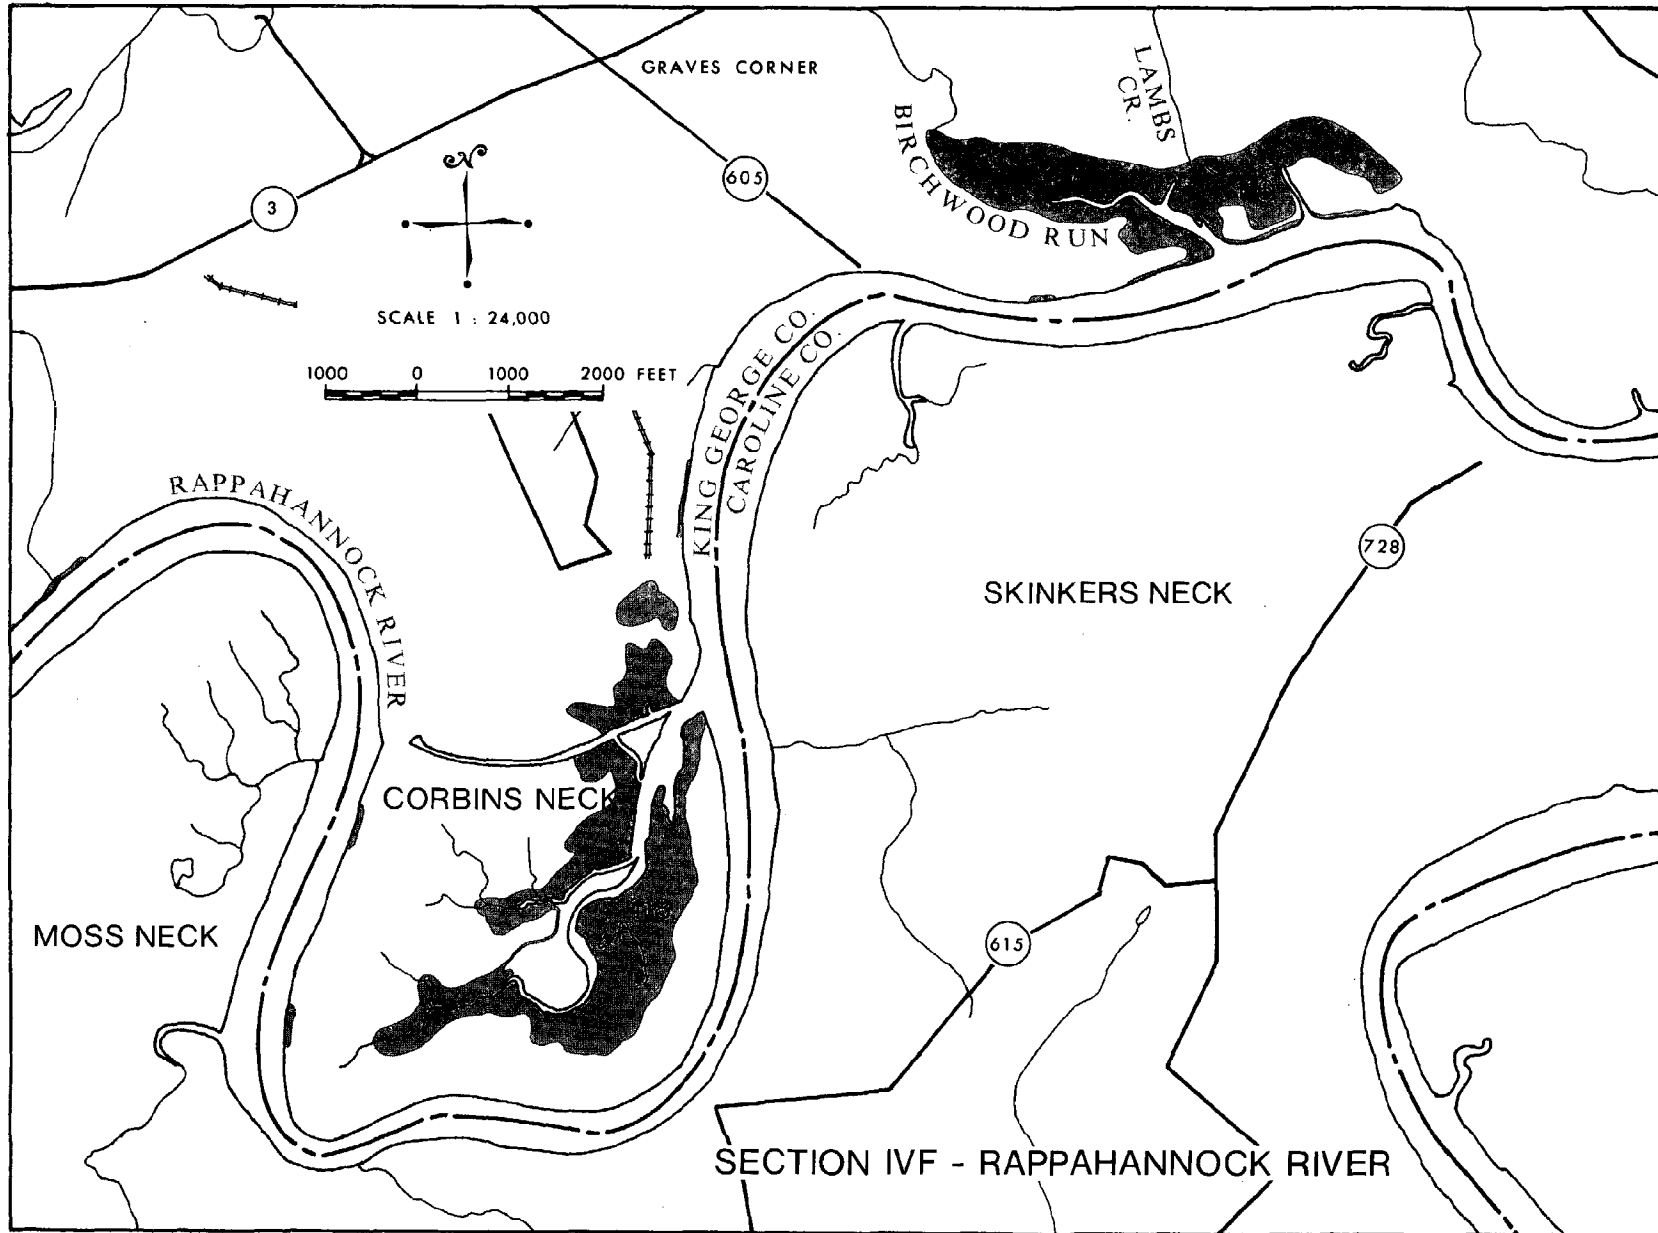 GRAVES CORNER
LAMBS
CR.
BIRCHWOOD RUN
605
3
N
SCALE 1 : 24,000
1000 0 1000 2000 FEET
KING GEORGE CO.
CAROLINE CO.
RAPPAHANNOCK RIVER
728
SKINKERS NECK
CORBINS NECK
MOSS NECK
615
SECTION IVF - RAPPAHANNOCK RIVER